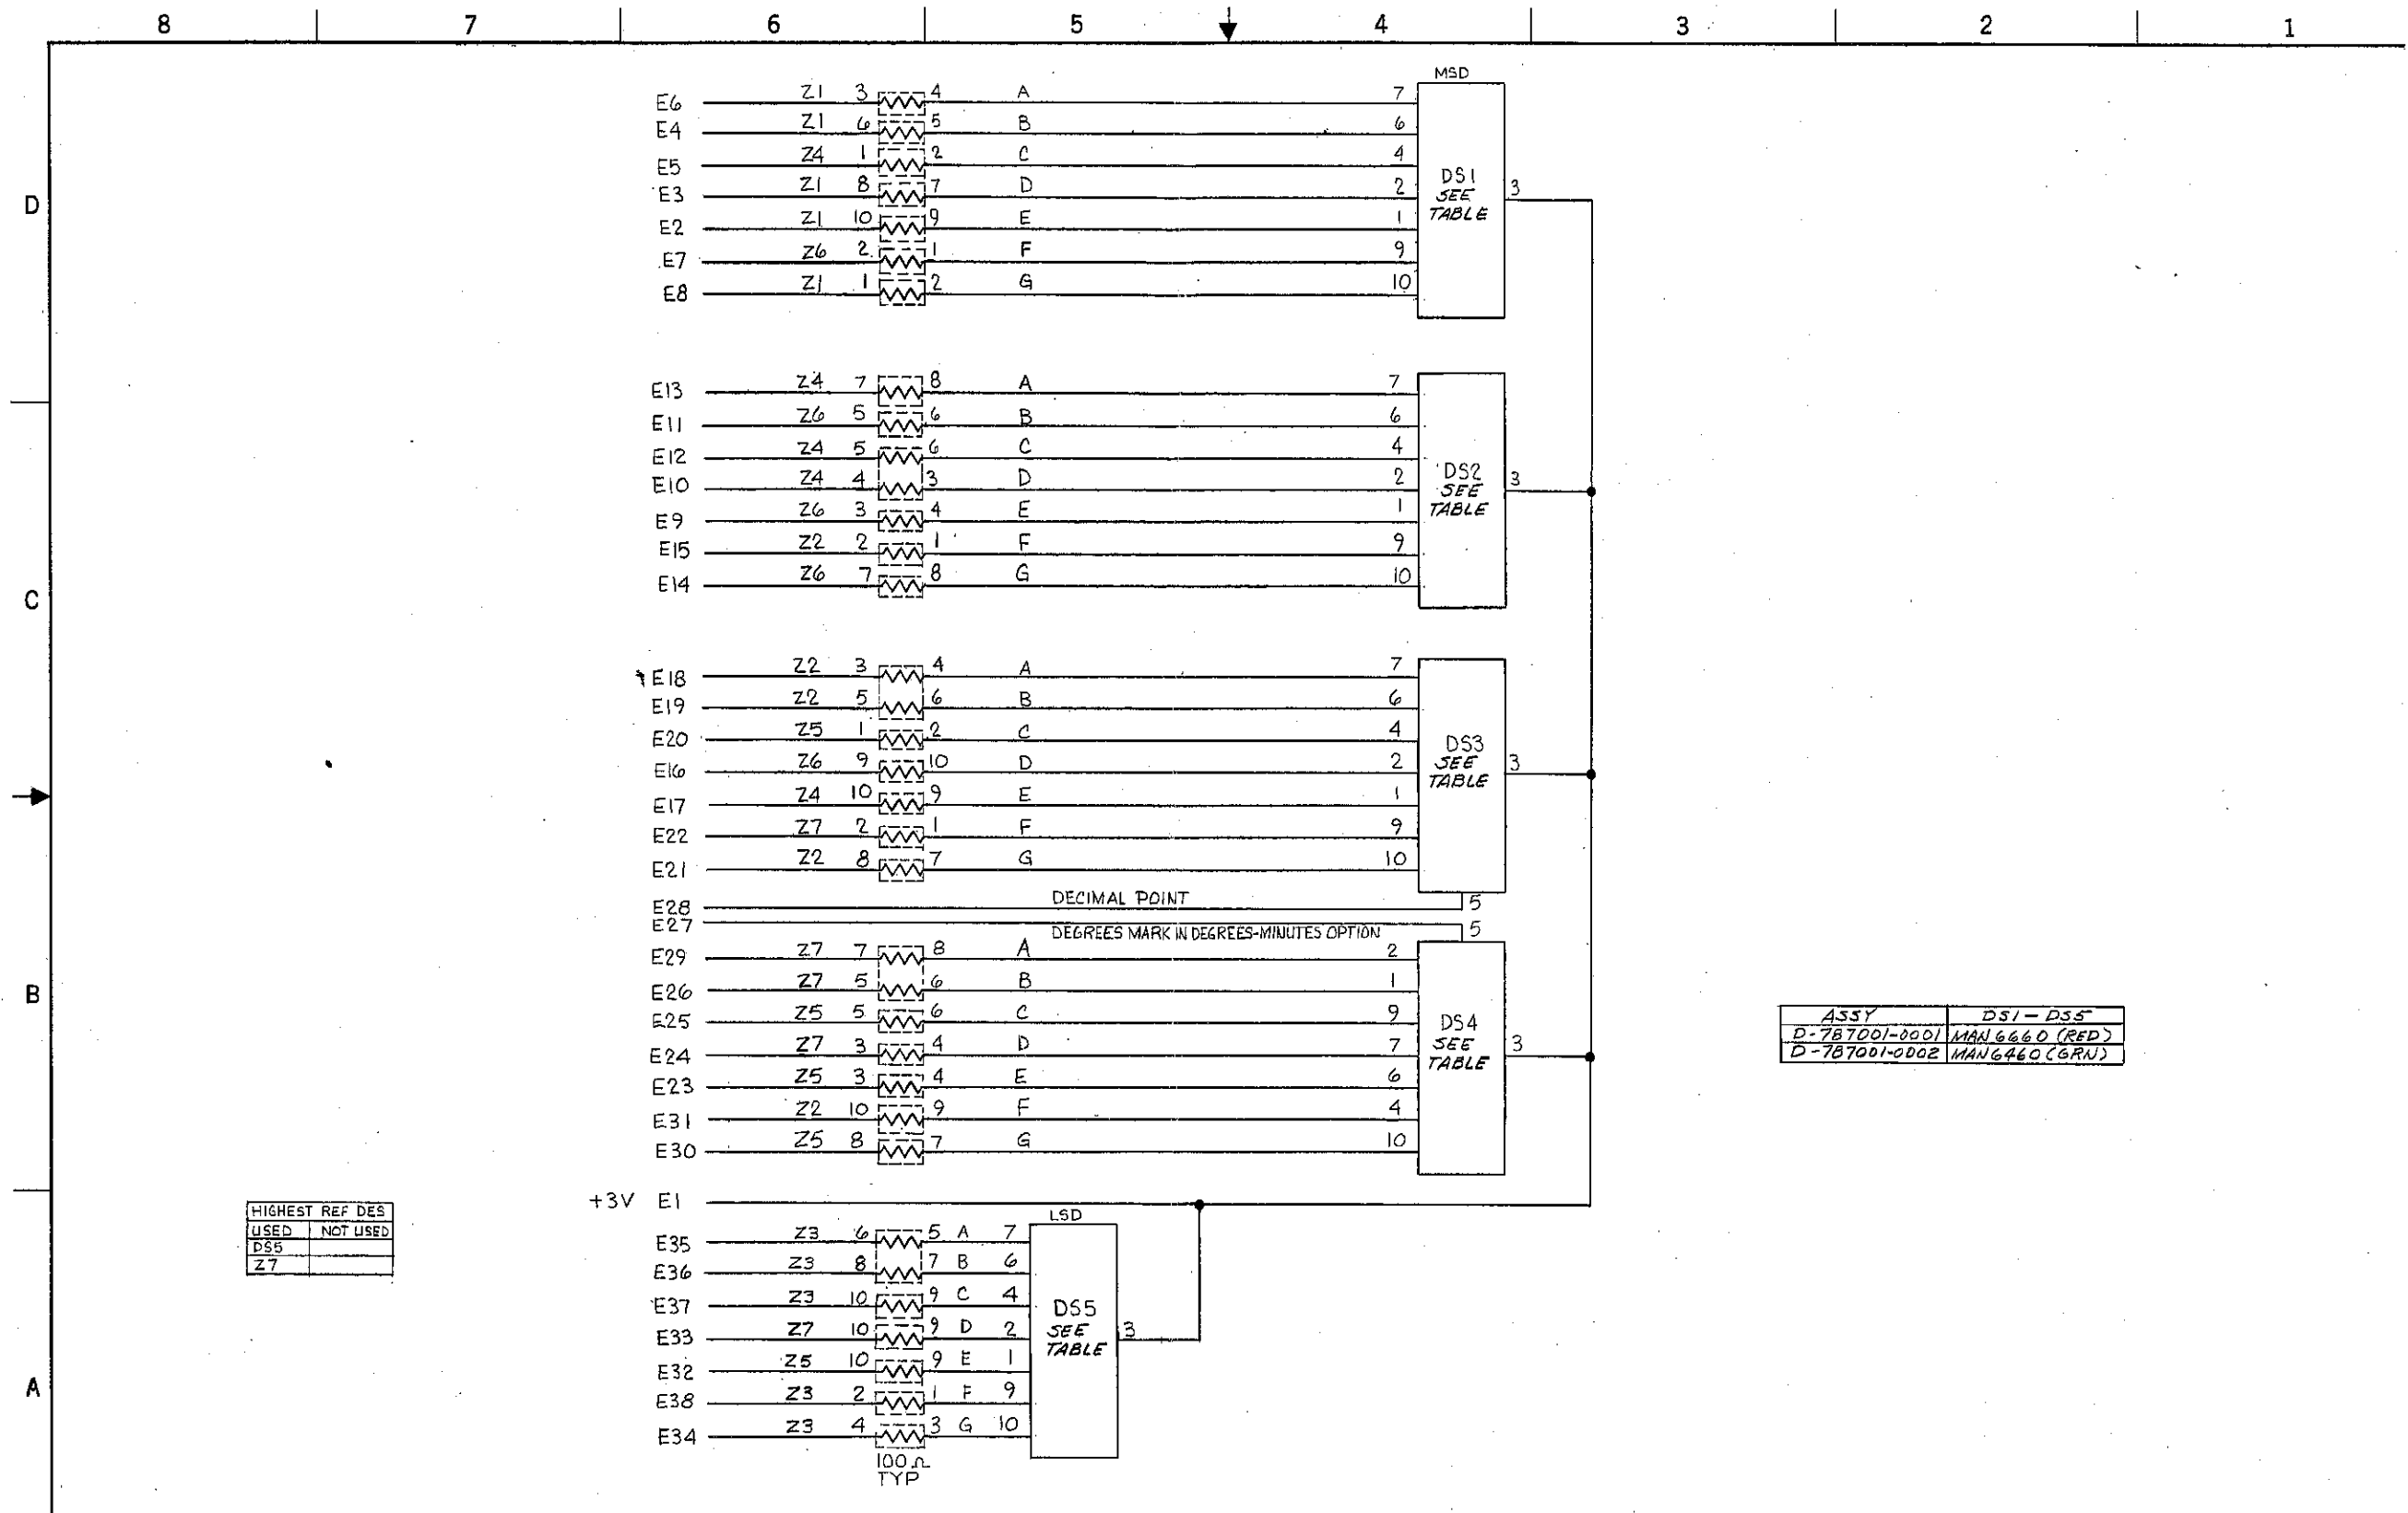 8 7 6 5 4 3 2 1
D
C
B
A
MSD
E6 Z1 3 4 A 7
E4 Z1 6 5 B 6
E5 Z4 1 2 C 4
E3 Z1 8 7 D 2
E2 Z1 10 9 E 1
E7 Z6 2 1 F 9
E8 Z1 1 2 G 10
DS1
SEE
TABLE
3
E13 Z4 7 8 A 7
E11 Z6 5 6 B 6
E12 Z4 5 6 C 4
E10 Z4 4 3 D 2
E9 Z6 3 4 E 1
E15 Z2 2 1 F 9
E14 Z6 7 8 G 10
DS2
SEE
TABLE
3
E18 Z2 3 4 A 7
E19 Z2 5 6 B 6
E20 Z5 1 2 C 4
E16 Z6 9 10 D 2
E17 Z4 10 9 E 1
E22 Z7 2 1 F 9
E21 Z2 8 7 G 10
DS3
SEE
TABLE
3
E28 DECIMAL POINT 5
E27 DEGREES MARK IN DEGREES-MINUTES OPTION 5
E29 Z7 7 8 A 2
E26 Z7 5 6 B 1
E25 Z5 5 6 C 9
E24 Z7 3 4 D 7
E23 Z5 3 4 E 6
E31 Z2 10 9 F 4
E30 Z5 8 7 G 10
DS4
SEE
TABLE
3
ASSY DS1-DS5
D-787001-0001 MAN 6660 (RED)
D-787001-0002 MAN6460 (GRN)
+3V E1
HIGHEST REF DES
USED NOT USED
DS5
Z7
LSD
E35 Z3 6 5 A 7
E36 Z3 8 7 B 6
E37 Z3 10 9 C 4
E33 Z7 10 9 D 2
E32 Z5 10 9 E 1
E38 Z3 2 1 F 9
E34 Z3 4 3 G 10
DS5
SEE
TABLE
3
100Ω
TYP